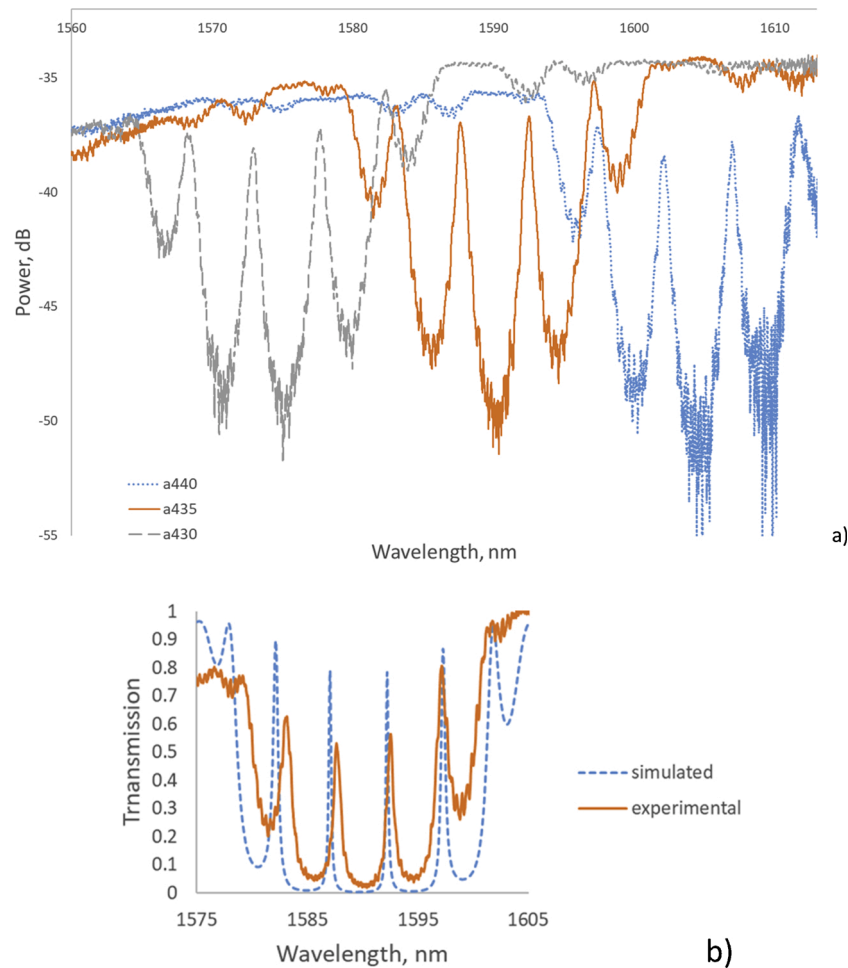 1560 1570 1580 1590 1600 1610
-35
-40
-45
-50
-55
Power, dB
a440
a435
a430
Wavelength, nm
a)
1
0.9
0.8
0.7
0.6
0.5
0.4
0.3
0.2
0.1
0
Trnansmission
1575 1585 1595 1605
Wavelength, nm
simulated
experimental
b)